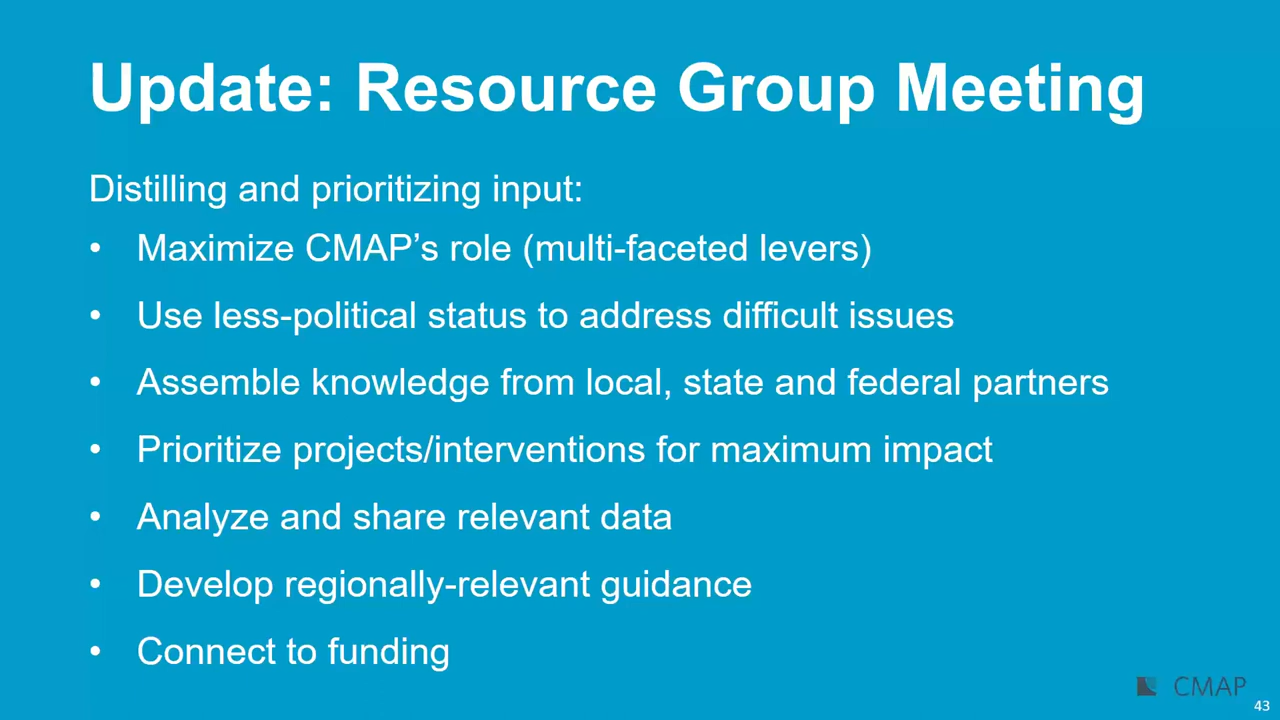 Update: Resource Group Meeting
Distilling and prioritizing input:
• Maximize CMAP’s role (multi-faceted levers)
• Use less-political status to address difficult issues
• Assemble knowledge from local, state and federal partners
• Prioritize projects/interventions for maximum impact
• Analyze and share relevant data
• Develop regionally-relevant guidance
• Connect to funding
CMAP
43